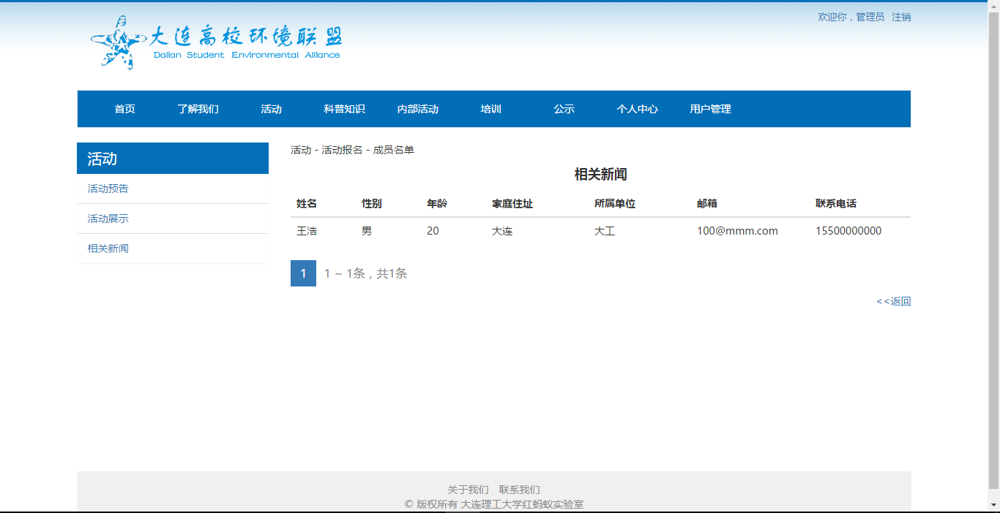 欢迎你，管理员 注销
大连高校环境联盟
Dalian Student Environmental Alliance
首页 了解我们 活动 科普知识 内部活动 培训 公示 个人中心 用户管理
活动
活动预告
活动展示
相关新闻
活动 - 活动报名 - 成员名单
相关新闻
姓名 性别 年龄 家庭住址 所属单位 邮箱 联系电话
王浩 男 20 大连 大工 100@mmm.com 15500000000
1 1 ~ 1条，共1条
<<返回
关于我们 联系我们
© 版权所有 大连理工大学红蚂蚁实验室